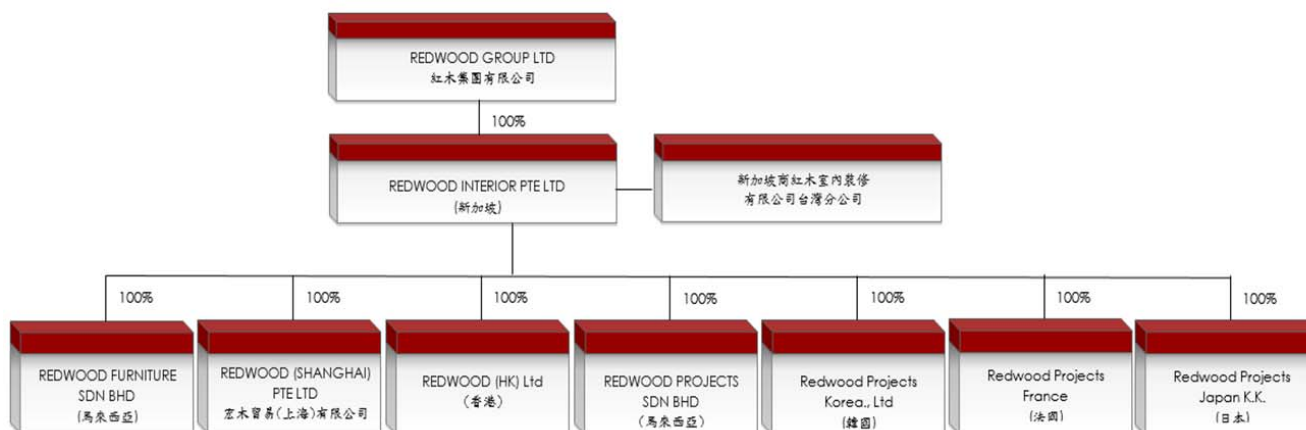 REDWOOD GROUP LTD
紅木集團有限公司
100%
REDWOOD INTERIOR PTE LTD
(新加坡)
新加坡商紅木室內裝修
有限公司台灣分公司
100%
100%
100%
100%
100%
100%
100%
REDWOOD FURNITURE
SDN BHD
(馬來西亞)
REDWOOD (SHANGHAI)
PTE LTD
宏木貿易(上海)有限公司
REDWOOD (HK) Ltd
(香港)
REDWOOD PROJECTS
SDN BHD
(馬來西亞)
Redwood Projects
Korea., Ltd
(韓國)
Redwood Projects
France
(法國)
Redwood Projects
Japan K.K.
(日本)